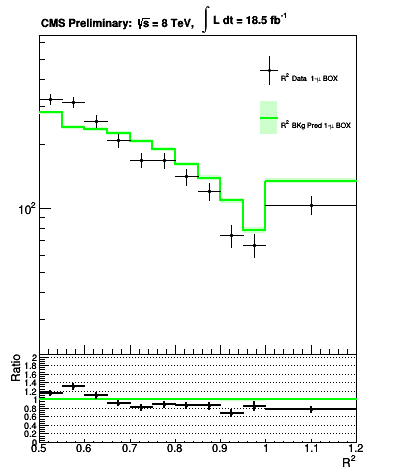 CMS Preliminary: √s = 8 TeV, ∫ L dt = 18.5 fb⁻¹
R² Data 1-μ BOX
R² BKg Pred 1-μ BOX
10²
Ratio
2
1.8
1.6
1.4
1.2
1
0.8
0.6
0.4
0.2
0
0.5 0.6 0.7 0.8 0.9 1 1.1 1.2
R²